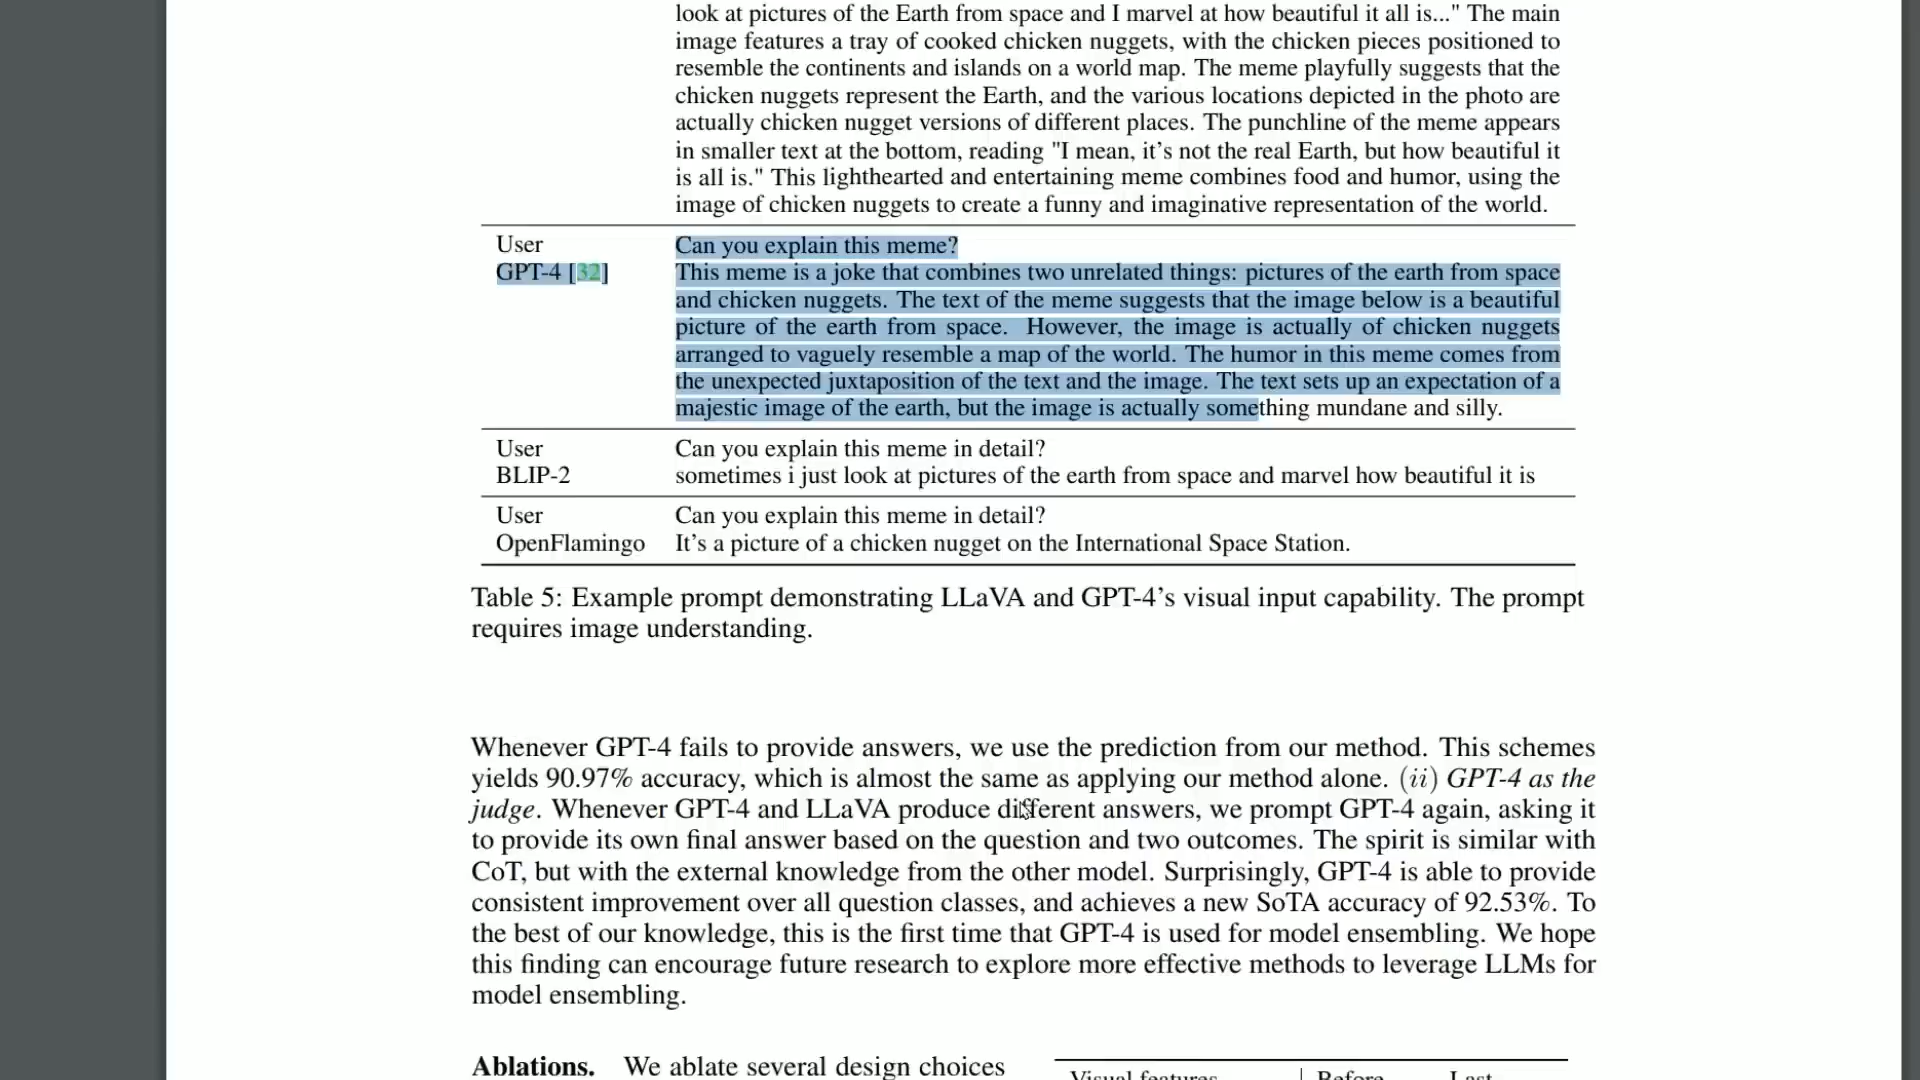 look at pictures of the Earth from space and I marvel at how beautiful it all is..." The main
image features a tray of cooked chicken nuggets, with the chicken pieces positioned to
resemble the continents and islands on a world map. The meme playfully suggests that the
chicken nuggets represent the Earth, and the various locations depicted in the photo are
actually chicken nugget versions of different places. The punchline of the meme appears
in smaller text at the bottom, reading "I mean, it's not the real Earth, but how beautiful it
is all is." This lighthearted and entertaining meme combines food and humor, using the
image of chicken nuggets to create a funny and imaginative representation of the world.
User Can you explain this meme?
GPT-4 [32] This meme is a joke that combines two unrelated things: pictures of the earth from space
and chicken nuggets. The text of the meme suggests that the image below is a beautiful
picture of the earth from space. However, the image is actually of chicken nuggets
arranged to vaguely resemble a map of the world. The humor in this meme comes from
the unexpected juxtaposition of the text and the image. The text sets up an expectation of a
majestic image of the earth, but the image is actually something mundane and silly.
User Can you explain this meme in detail?
BLIP-2 sometimes i just look at pictures of the earth from space and marvel how beautiful it is
User Can you explain this meme in detail?
OpenFlamingo It's a picture of a chicken nugget on the International Space Station.
Table 5: Example prompt demonstrating LLaVA and GPT-4's visual input capability. The prompt
requires image understanding.
Whenever GPT-4 fails to provide answers, we use the prediction from our method. This schemes
yields 90.97% accuracy, which is almost the same as applying our method alone. (ii) GPT-4 as the
judge. Whenever GPT-4 and LLaVA produce different answers, we prompt GPT-4 again, asking it
to provide its own final answer based on the question and two outcomes. The spirit is similar with
CoT, but with the external knowledge from the other model. Surprisingly, GPT-4 is able to provide
consistent improvement over all question classes, and achieves a new SoTA accuracy of 92.53%. To
the best of our knowledge, this is the first time that GPT-4 is used for model ensembling. We hope
this finding can encourage future research to explore more effective methods to leverage LLMs for
model ensembling.
Ablations. We ablate several design choices
Visual features Before Last